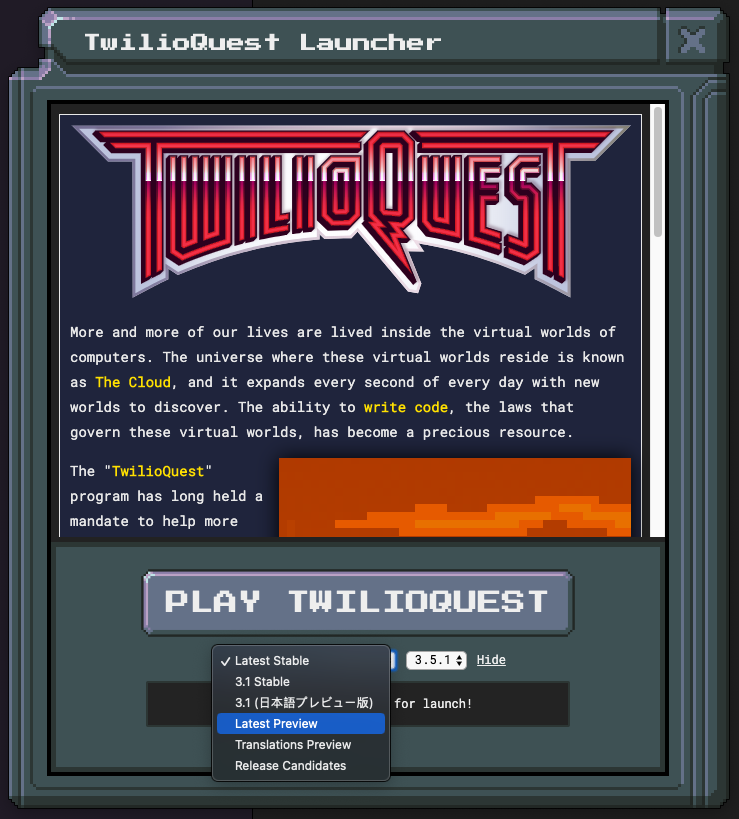 TwilioQuest Launcher
TWILIOQUEST
More and more of our lives are lived inside the virtual worlds of
computers. The universe where these virtual worlds reside is known
as The Cloud, and it expands every second of every day with new
worlds to discover. The ability to write code, the laws that
govern these virtual worlds, has become a precious resource.
The "TwilioQuest"
program has long held a
mandate to help more
PLAY TWILIOQUEST
✓ Latest Stable
3.5.1
Hide
3.1 Stable
3.1 (日本語プレビュー版)
for launch!
Latest Preview
Translations Preview
Release Candidates